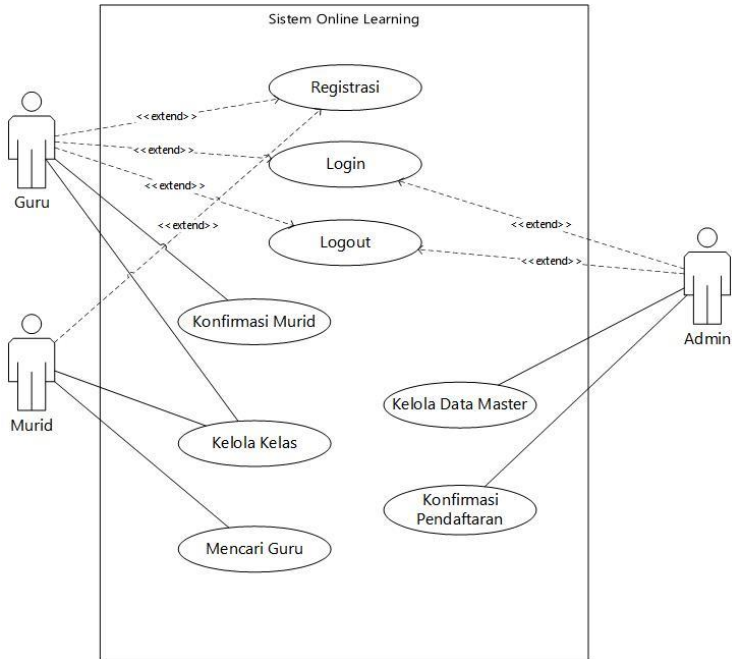 Sistem Online Learning
Registrasi
<<extend>>
Guru
<<extend>>
Login
<<extend>>
<<extend>>
<<extend>>
Logout
<<extend>>
Konfirmasi Murid
Admin
Kelola Data Master
Murid
Kelola Kelas
Konfirmasi
Pendaftaran
Mencari Guru